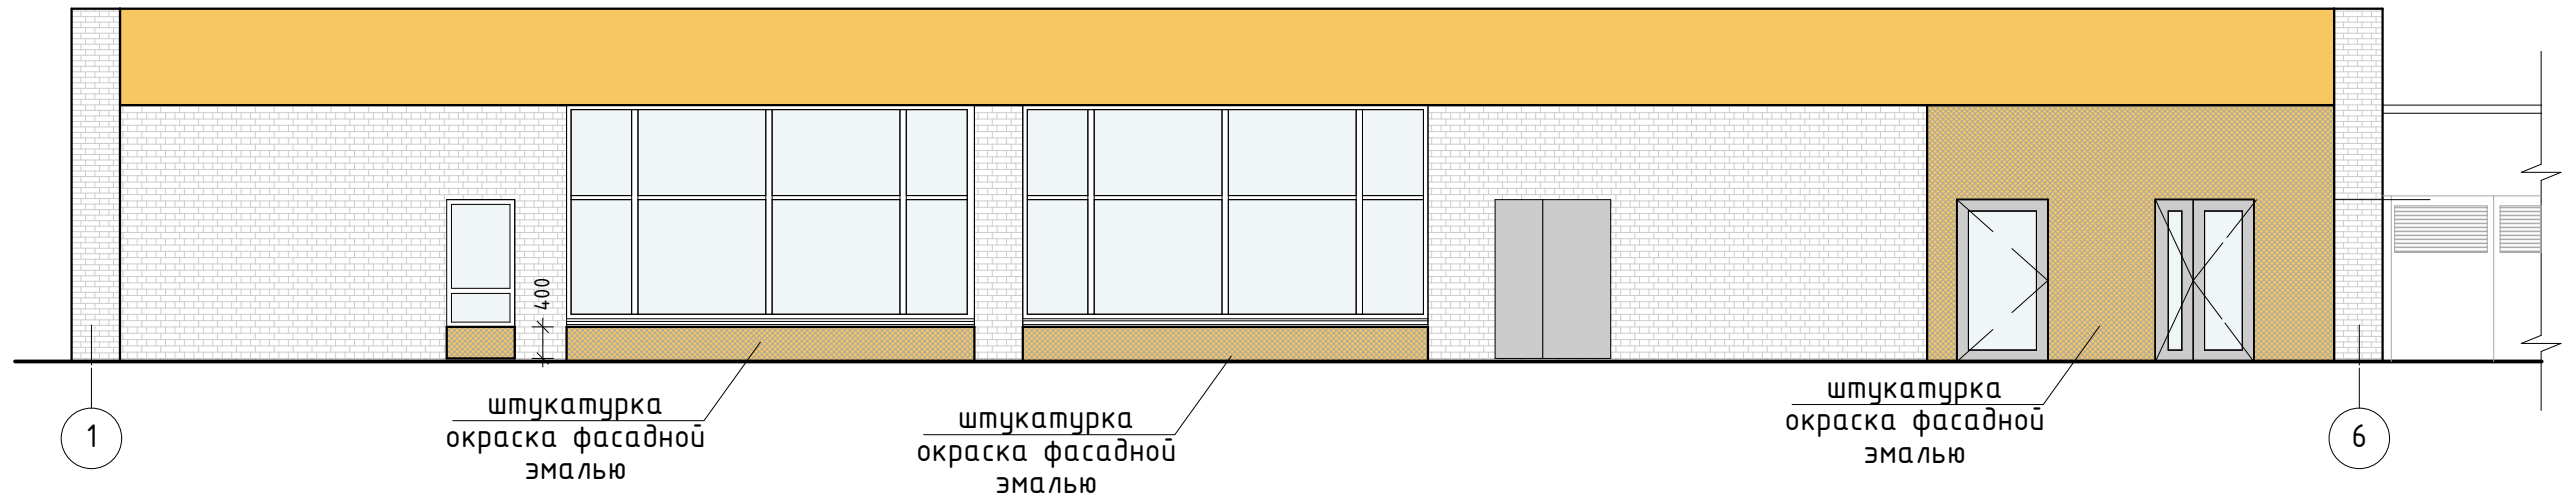 400
штукатурка
окраска фасадной
эмалью
штукатурка
окраска фасадной
эмалью
штукатурка
окраска фасадной
эмалью
1
6